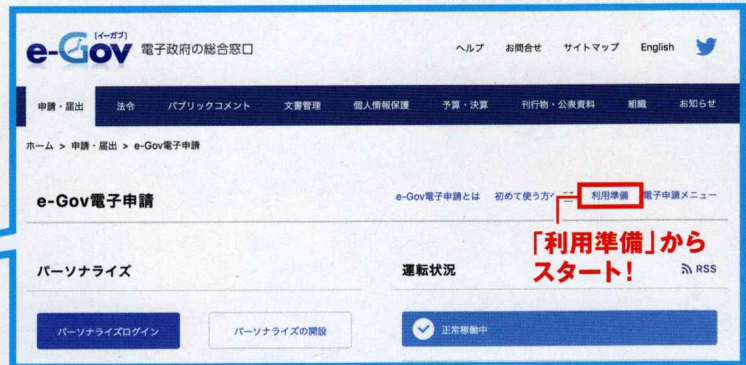 [イーガブ]
e-Gov 電子政府の総合窓口
ヘルプ お問合せ サイトマップ English
申請・届出 法令 パブリックコメント 文書管理 個人情報保護 予算・決算 刊行物・公表資料 組織 お知らせ
ホーム > 申請・届出 > e-Gov電子申請
e-Gov電子申請
e-Gov電子申請とは 初めて使う方へ 利用準備 電子申請メニュー
「利用準備」から
スタート!
パーソナライズ
運転状況
RSS
パーソナライズログイン
パーソナライズの開設
正常稼働中